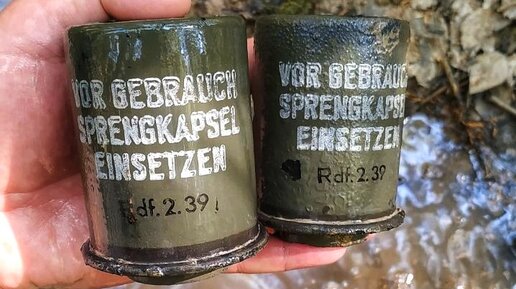 VOR GEBRAUCH
SPRENGKAPSEL
EINSETZEN
Rdf. 2.39
VOR GEBRAUCH
SPRENGKAPSEL
EINSETZEN
Rdf. 2.39